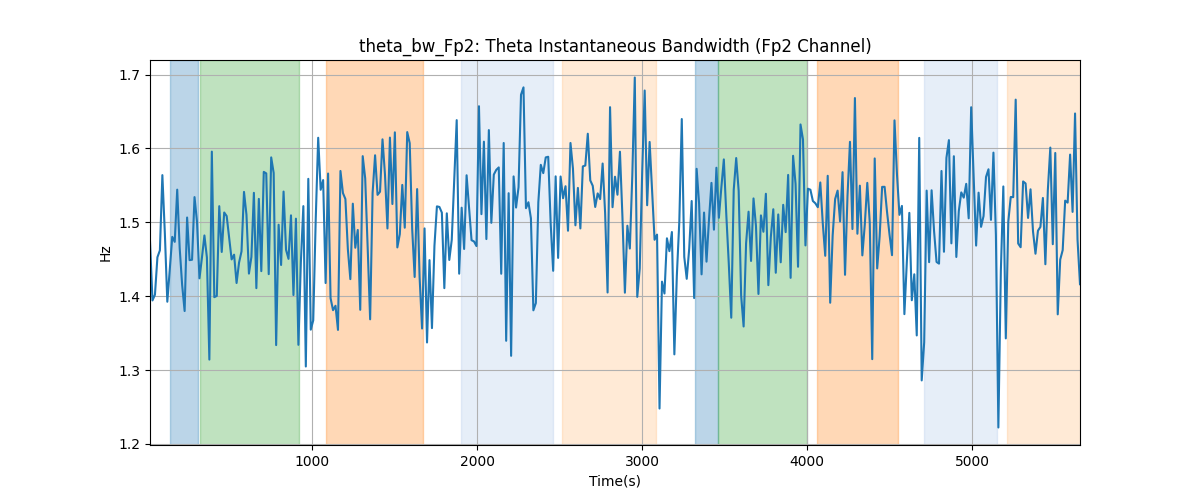 theta_bw_Fp2: Theta Instantaneous Bandwidth (Fp2 Channel)
1.7
1.6
1.5
1.4
1.3
1.2
Hz
1000 2000 3000 4000 5000
Time(s)